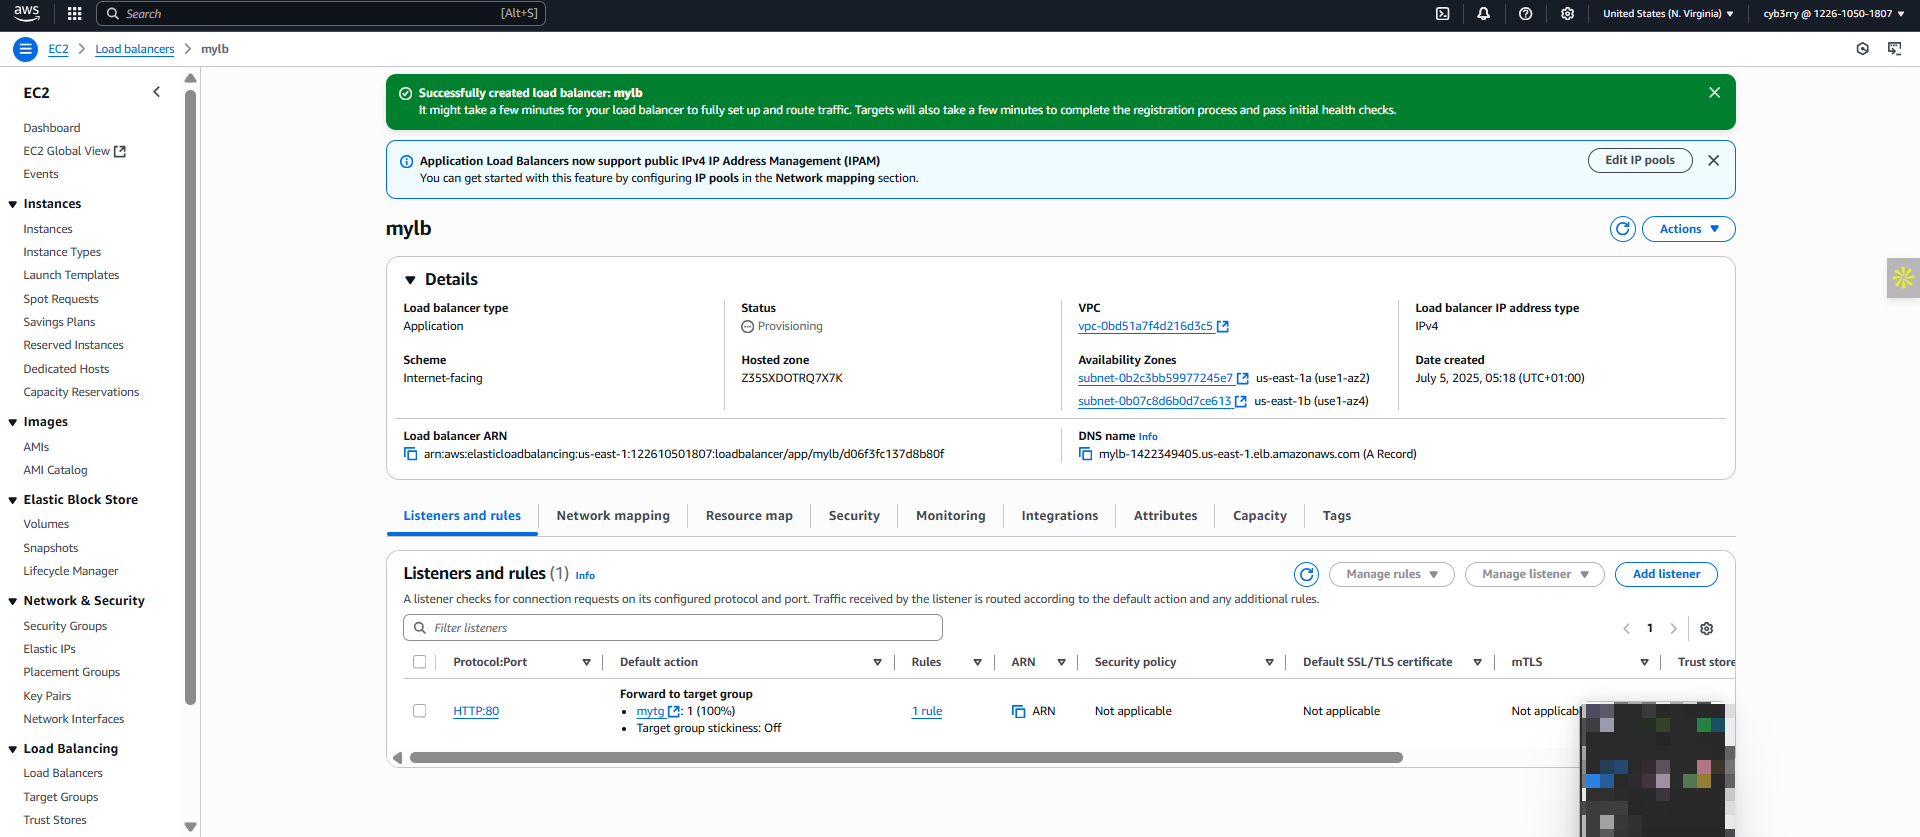 aws
Search [Alt+S]
United States (N. Virginia) cyb3rry @ 1226-1050-1807
EC2 Load balancers mylb
EC2
Dashboard
EC2 Global View
Events
Instances
Instances
Instance Types
Launch Templates
Spot Requests
Savings Plans
Reserved Instances
Dedicated Hosts
Capacity Reservations
Images
AMIs
AMI Catalog
Elastic Block Store
Volumes
Snapshots
Lifecycle Manager
Network & Security
Security Groups
Elastic IPs
Placement Groups
Key Pairs
Network Interfaces
Load Balancing
Load Balancers
Target Groups
Trust Stores
Successfully created load balancer: mylb
It might take a few minutes for your load balancer to fully set up and route traffic. Targets will also take a few minutes to complete the registration process and pass initial health checks.
Application Load Balancers now support public IPv4 IP Address Management (IPAM)
You can get started with this feature by configuring IP pools in the Network mapping section.
Edit IP pools
mylb
Actions
Details
Load balancer type
Application
Status
Provisioning
VPC
vpc-0bd51a7f4d216d3c5
Load balancer IP address type
IPv4
Scheme
Internet-facing
Hosted zone
Z35SXDOTRQ7X7K
Availability Zones
subnet-0b2c3bb59977245e7 us-east-1a (use1-az2)
subnet-0b07c8d6b0d7ce613 us-east-1b (use1-az4)
Date created
July 5, 2025, 05:18 (UTC+01:00)
Load balancer ARN
arn:aws:elasticloadbalancing:us-east-1:122610501807:loadbalancer/app/mylb/d06f3fc137d8b80f
DNS name Info
mylb-1422349405.us-east-1.elb.amazonaws.com (A Record)
Listeners and rules Network mapping Resource map Security Monitoring Integrations Attributes Capacity Tags
Listeners and rules (1) Info
Manage rules Manage listener Add listener
A listener checks for connection requests on its configured protocol and port. Traffic received by the listener is routed according to the default action and any additional rules.
Filter listeners
1
Protocol:Port Default action Rules ARN Security policy Default SSL/TLS certificate mTLS Trust store
HTTP:80
Forward to target group
• mytg : 1 (100%)
• Target group stickiness: Off
1 rule
ARN
Not applicable
Not applicable
Not applicabl